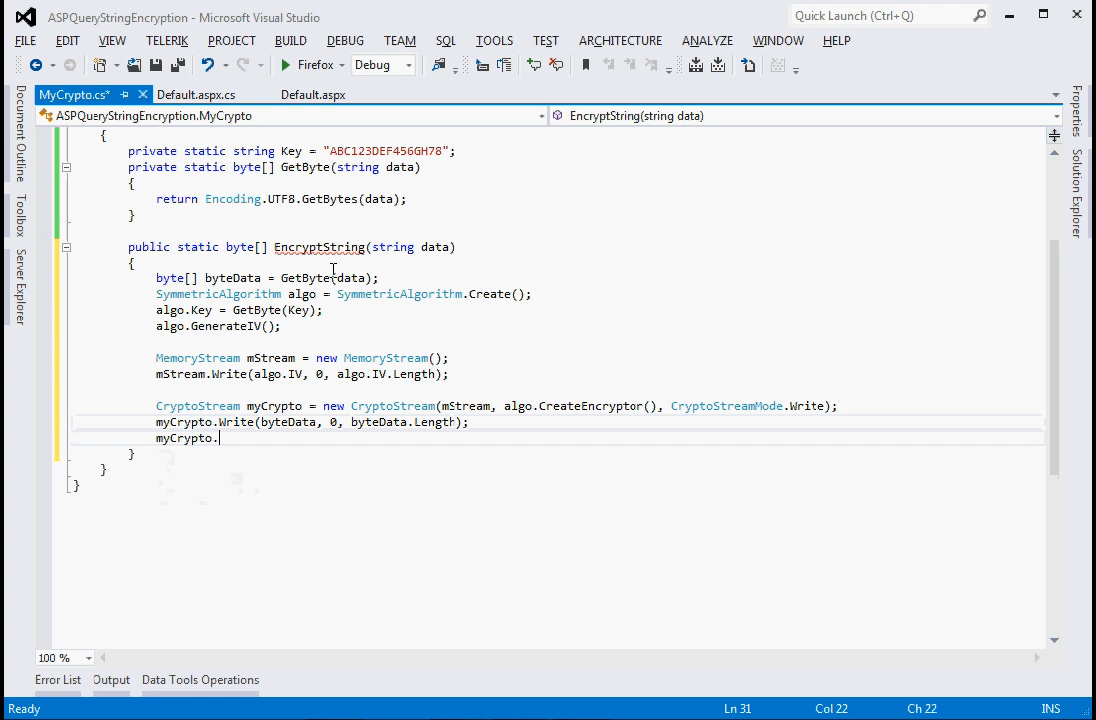 ASPQueryStringEncryption - Microsoft Visual Studio
Quick Launch (Ctrl+Q)
FILE EDIT VIEW TELERIK PROJECT BUILD DEBUG TEAM SQL TOOLS TEST ARCHITECTURE ANALYZE WINDOW HELP
Firefox Debug
MyCrypto.cs* Default.aspx.cs Default.aspx
ASPQueryStringEncryption.MyCrypto EncryptString(string data)
Document Outline
Toolbox
Server Explorer
{
private static string Key = "ABC123DEF456GH78";
private static byte[] GetByte(string data)
{
return Encoding.UTF8.GetBytes(data);
}
public static byte[] EncryptString(string data)
{
byte[] byteData = GetByte(data);
SymmetricAlgorithm algo = SymmetricAlgorithm.Create();
algo.Key = GetByte(Key);
algo.GenerateIV();
MemoryStream mStream = new MemoryStream();
mStream.Write(algo.IV, 0, algo.IV.Length);
CryptoStream myCrypto = new CryptoStream(mStream, algo.CreateEncryptor(), CryptoStreamMode.Write);
myCrypto.Write(byteData, 0, byteData.Length);
myCrypto.
}
}
}
Properties
Solution Explorer
100 %
Error List Output Data Tools Operations
Ready Ln 31 Col 22 Ch 22 INS